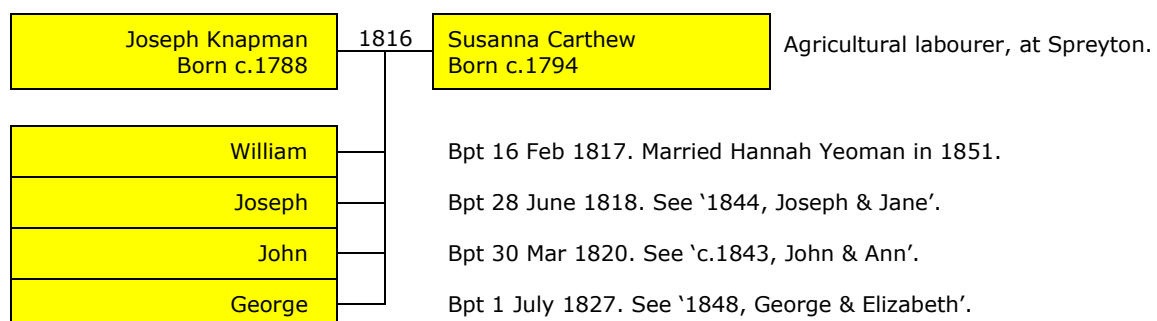 Joseph Knapman 1816 Susanna Carthew Agricultural labourer, at Spreyton.
Born c.1788 Born c.1794
William Bpt 16 Feb 1817. Married Hannah Yeoman in 1851.
Joseph Bpt 28 June 1818. See ‘1844, Joseph & Jane’.
John Bpt 30 Mar 1820. See ‘c.1843, John & Ann’.
George Bpt 1 July 1827. See ‘1848, George & Elizabeth’.